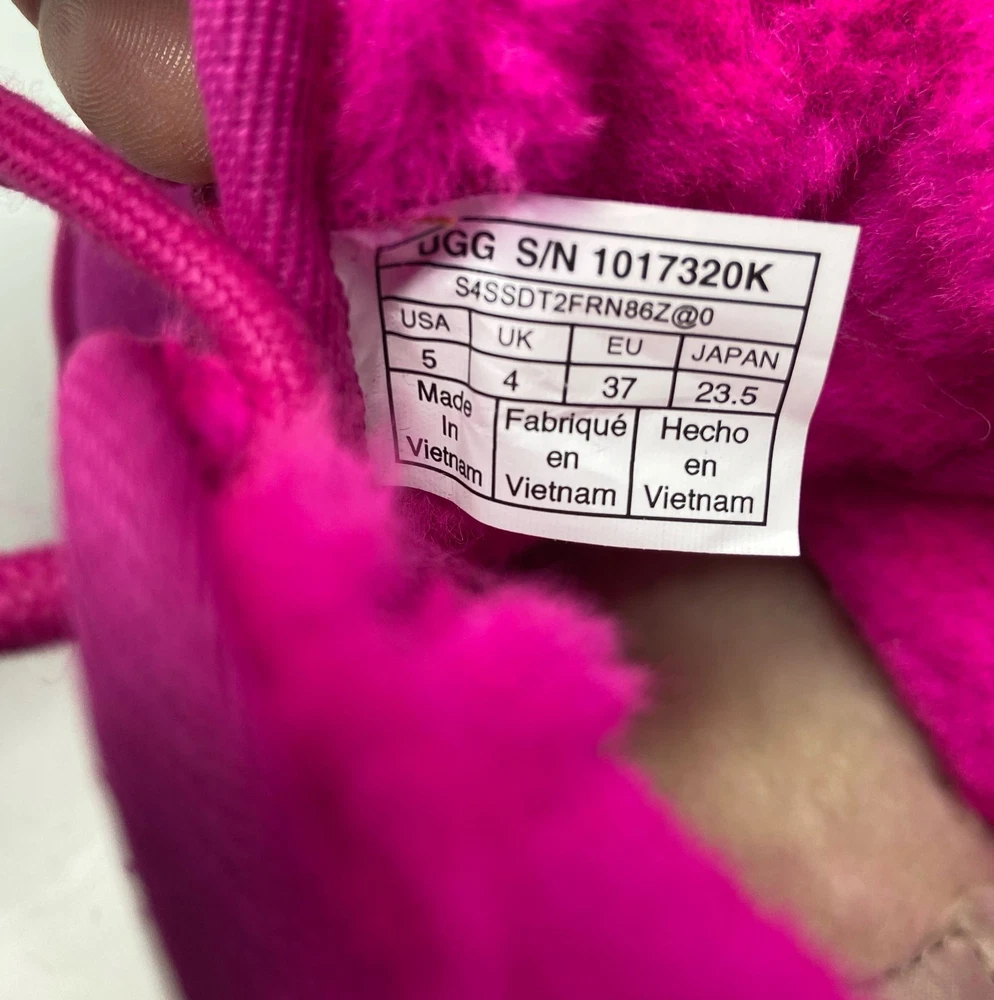 UGG S/N 1017320K
S4SSDT2FRN86Z@0
USA UK EU JAPAN
5 4 37 23.5
Made In Vietnam
Fabriqué en Vietnam
Hecho en Vietnam